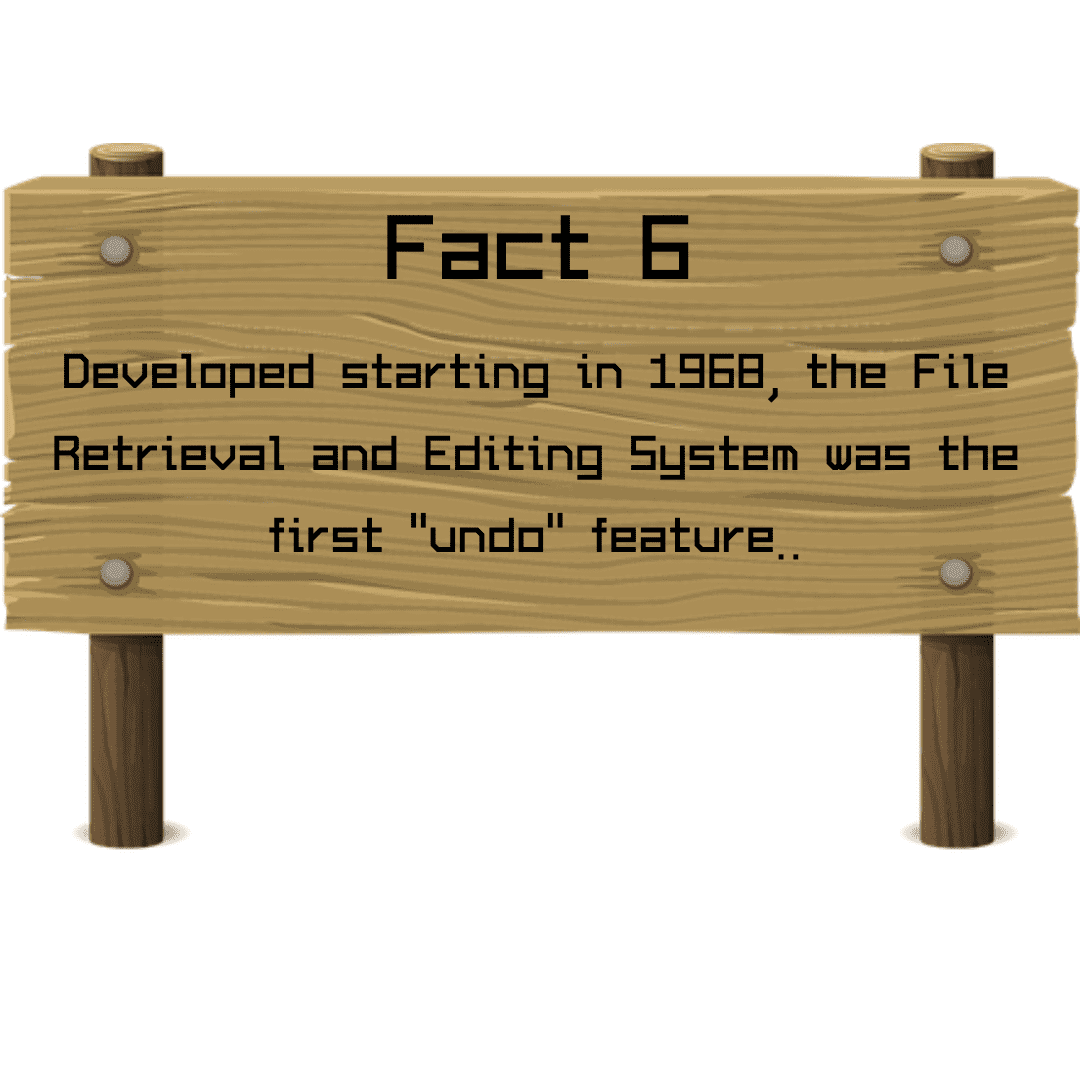 Fact 6
Developed starting in 1968, the File
Retrieval and Editing System was the
first "undo" feature..